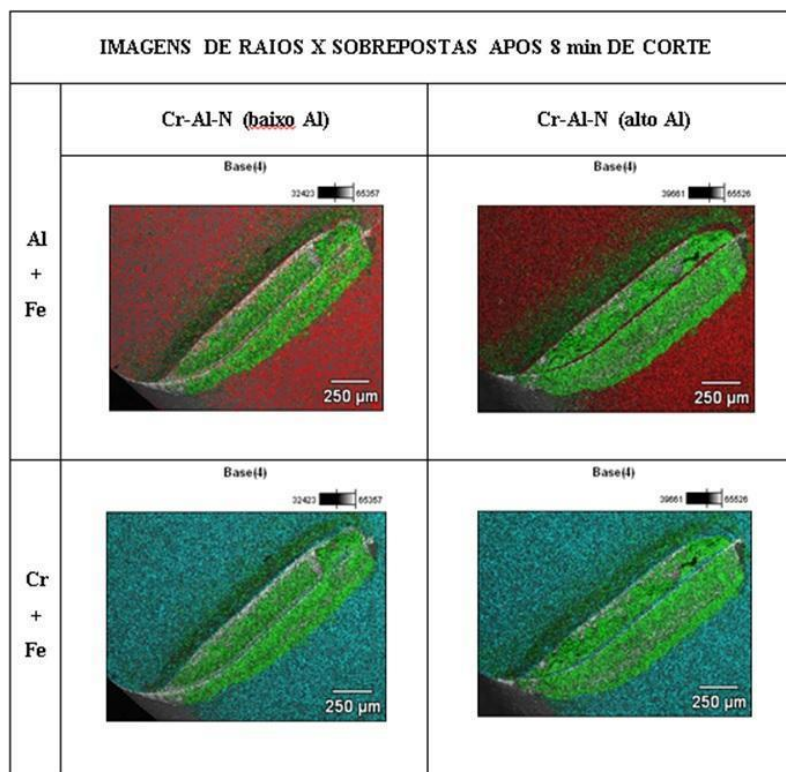 IMAGENS DE RAIOS X SOBREPOSTAS APOS 8 min DE CORTE
Cr-Al-N (baixo Al)
Cr-Al-N (alto Al)
Al
+
Fe
Base(4)
32423 65357
250 µm
Base(4)
39661 65526
250 µm
Cr
+
Fe
Base(4)
32423 65357
250 µm
Base(4)
39661 65526
250 µm